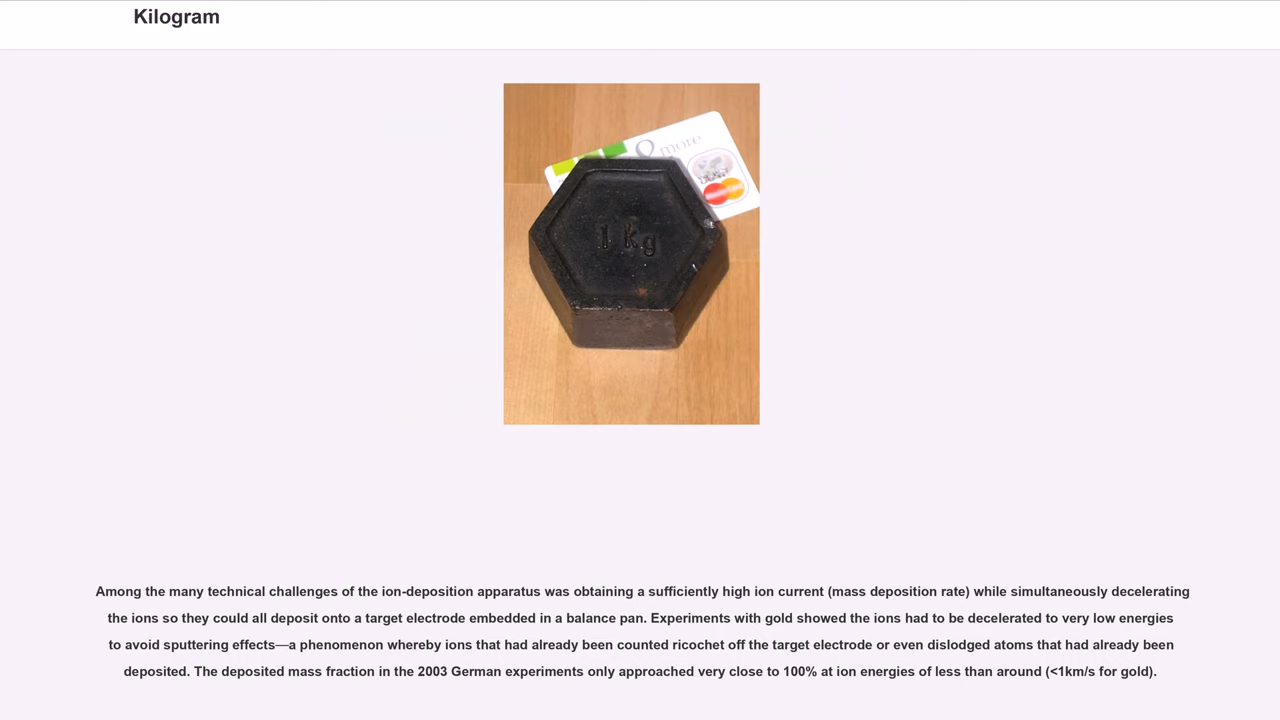 Kilogram
more
1 kg
Among the many technical challenges of the ion-deposition apparatus was obtaining a sufficiently high ion current (mass deposition rate) while simultaneously decelerating
the ions so they could all deposit onto a target electrode embedded in a balance pan. Experiments with gold showed the ions had to be decelerated to very low energies
to avoid sputtering effects—a phenomenon whereby ions that had already been counted ricochet off the target electrode or even dislodged atoms that had already been
deposited. The deposited mass fraction in the 2003 German experiments only approached very close to 100% at ion energies of less than around (<1km/s for gold).